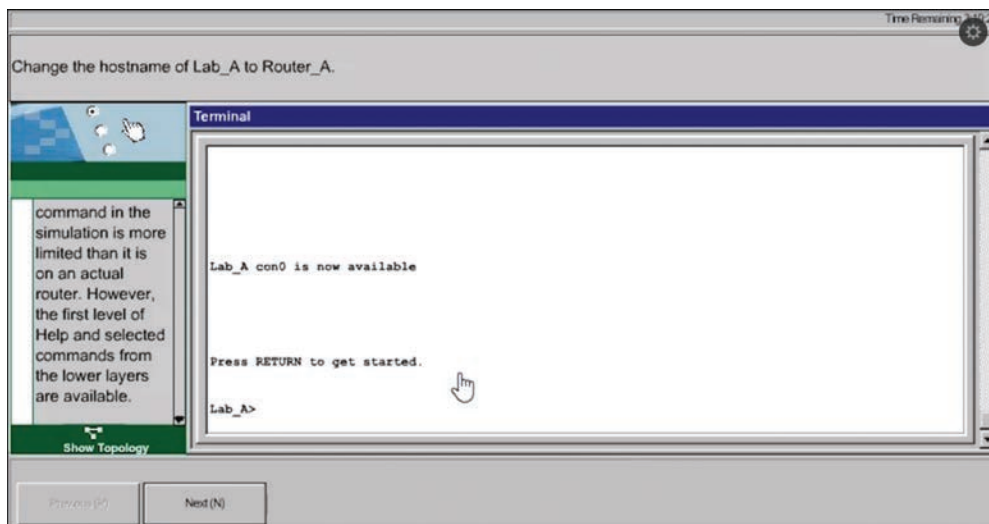 Time Remaining
Change the hostname of Lab_A to Router_A.
Terminal
command in the
simulation is more
limited than it is
on an actual
router. However,
the first level of
Help and selected
commands from
the lower layers
are available.
Show Topology
Lab_A con0 is now available
Press RETURN to get started.
Lab_A>
Next (N)